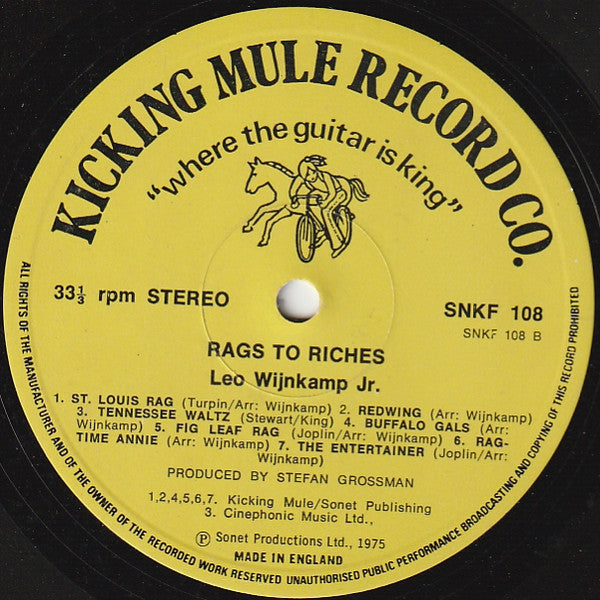 KICKING MULE RECORD CO.
"where the guitar is king"
33⅓ rpm STEREO
SNKF 108
SNKF 108 B
RAGS TO RICHES
Leo Wijnkamp Jr.
1. ST. LOUIS RAG (Turpin/Arr: Wijnkamp) 2. REDWING (Arr: Wijnkamp)
3. TENNESSEE WALTZ (Stewart/King) 4. BUFFALO GALS (Arr:
Wijnkamp) 5. FIG LEAF RAG (Joplin/Arr: Wijnkamp) 6. RAG-
TIME ANNIE (Arr: Wijnkamp) 7. THE ENTERTAINER (Joplin/Arr:
Wijnkamp)
PRODUCED BY STEFAN GROSSMAN
1,2,4,5,6,7. Kicking Mule/Sonet Publishing
3. Cinephonic Music Ltd.,
Ⓟ Sonet Productions Ltd., 1975
MADE IN ENGLAND
ALL RIGHTS OF THE MANUFACTURER AND OF THE OWNER OF THE RECORDED WORK RESERVED UNAUTHORISED PUBLIC PERFORMANCE BROADCASTING AND COPYING OF THIS RECORD PROHIBITED